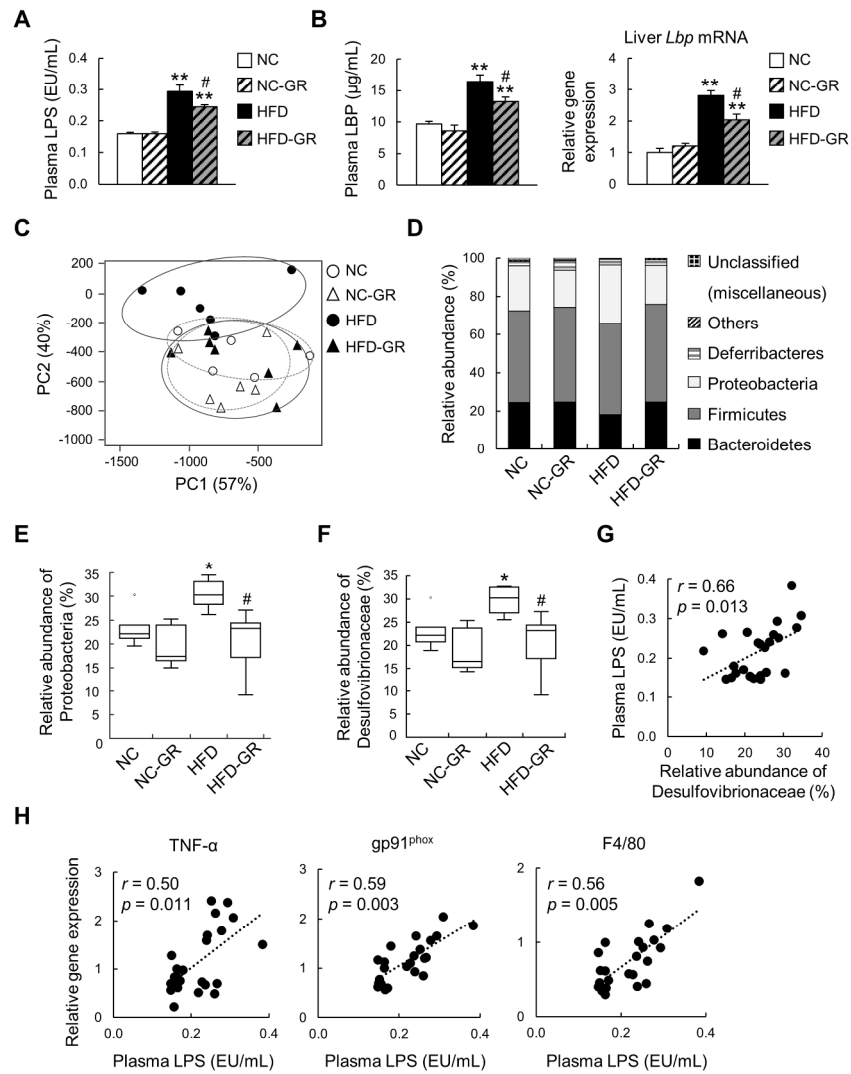 A
Plasma LPS (EU/mL)
0.4
0.3
0.2
0.1
0.0
**
#
**
NC
NC-GR
HFD
HFD-GR
B
Plasma LBP (μg/mL)
20
15
10
5
0
**
#
**
Liver Lbp mRNA
Relative gene
expression
4
3
2
1
0
**
#
**
NC
NC-GR
HFD
HFD-GR
C
PC2 (40%)
200
0
-200
-400
-600
-800
-1000
-1500
-1000
-500
PC1 (57%)
NC
NC-GR
HFD
HFD-GR
D
Relative abundance (%)
100
80
60
40
20
0
NC
NC-GR
HFD
HFD-GR
Unclassified
(miscellaneous)
Others
Deferribacteres
Proteobacteria
Firmicutes
Bacteroidetes
E
Relative abundance of
Proteobacteria (%)
35
35
30
25
20
15
10
5
0
*
#
NC
NC-GR
HFD
HFD-GR
F
Relative abundance of
Desulfovibrionaceae (%)
35
35
30
25
20
15
10
5
0
*
#
NC
NC-GR
HFD
HFD-GR
G
Plasma LPS (EU/mL)
0.4
0.3
0.2
0.1
0.0
r = 0.66
p = 0.013
0
10
20
30
40
Relative abundance of
Desulfovibrionaceae (%)
H
Relative gene expression
TNF-α
3
2
1
0
r = 0.50
p = 0.011
0.0
0.2
0.4
Plasma LPS (EU/mL)
gp91phox
3
2
1
0
r = 0.59
p = 0.003
0.0
0.2
0.4
Plasma LPS (EU/mL)
F4/80
2
1
0
r = 0.56
p = 0.005
0.0
0.2
0.4
Plasma LPS (EU/mL)